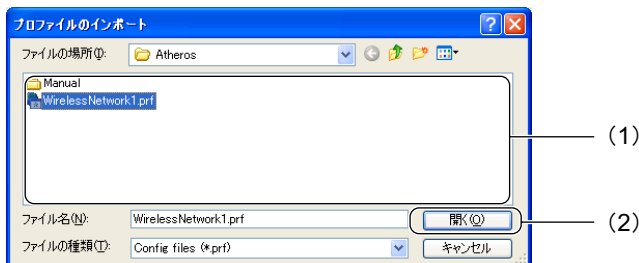 プロファイルのインポート
ファイルの場所(I):
Atheros
Manual
WirelessNetwork1.prf
(1)
ファイル名(N):
WirelessNetwork1.prf
開く(O)
(2)
ファイルの種類(T):
Config files (*.prf)
キャンセル